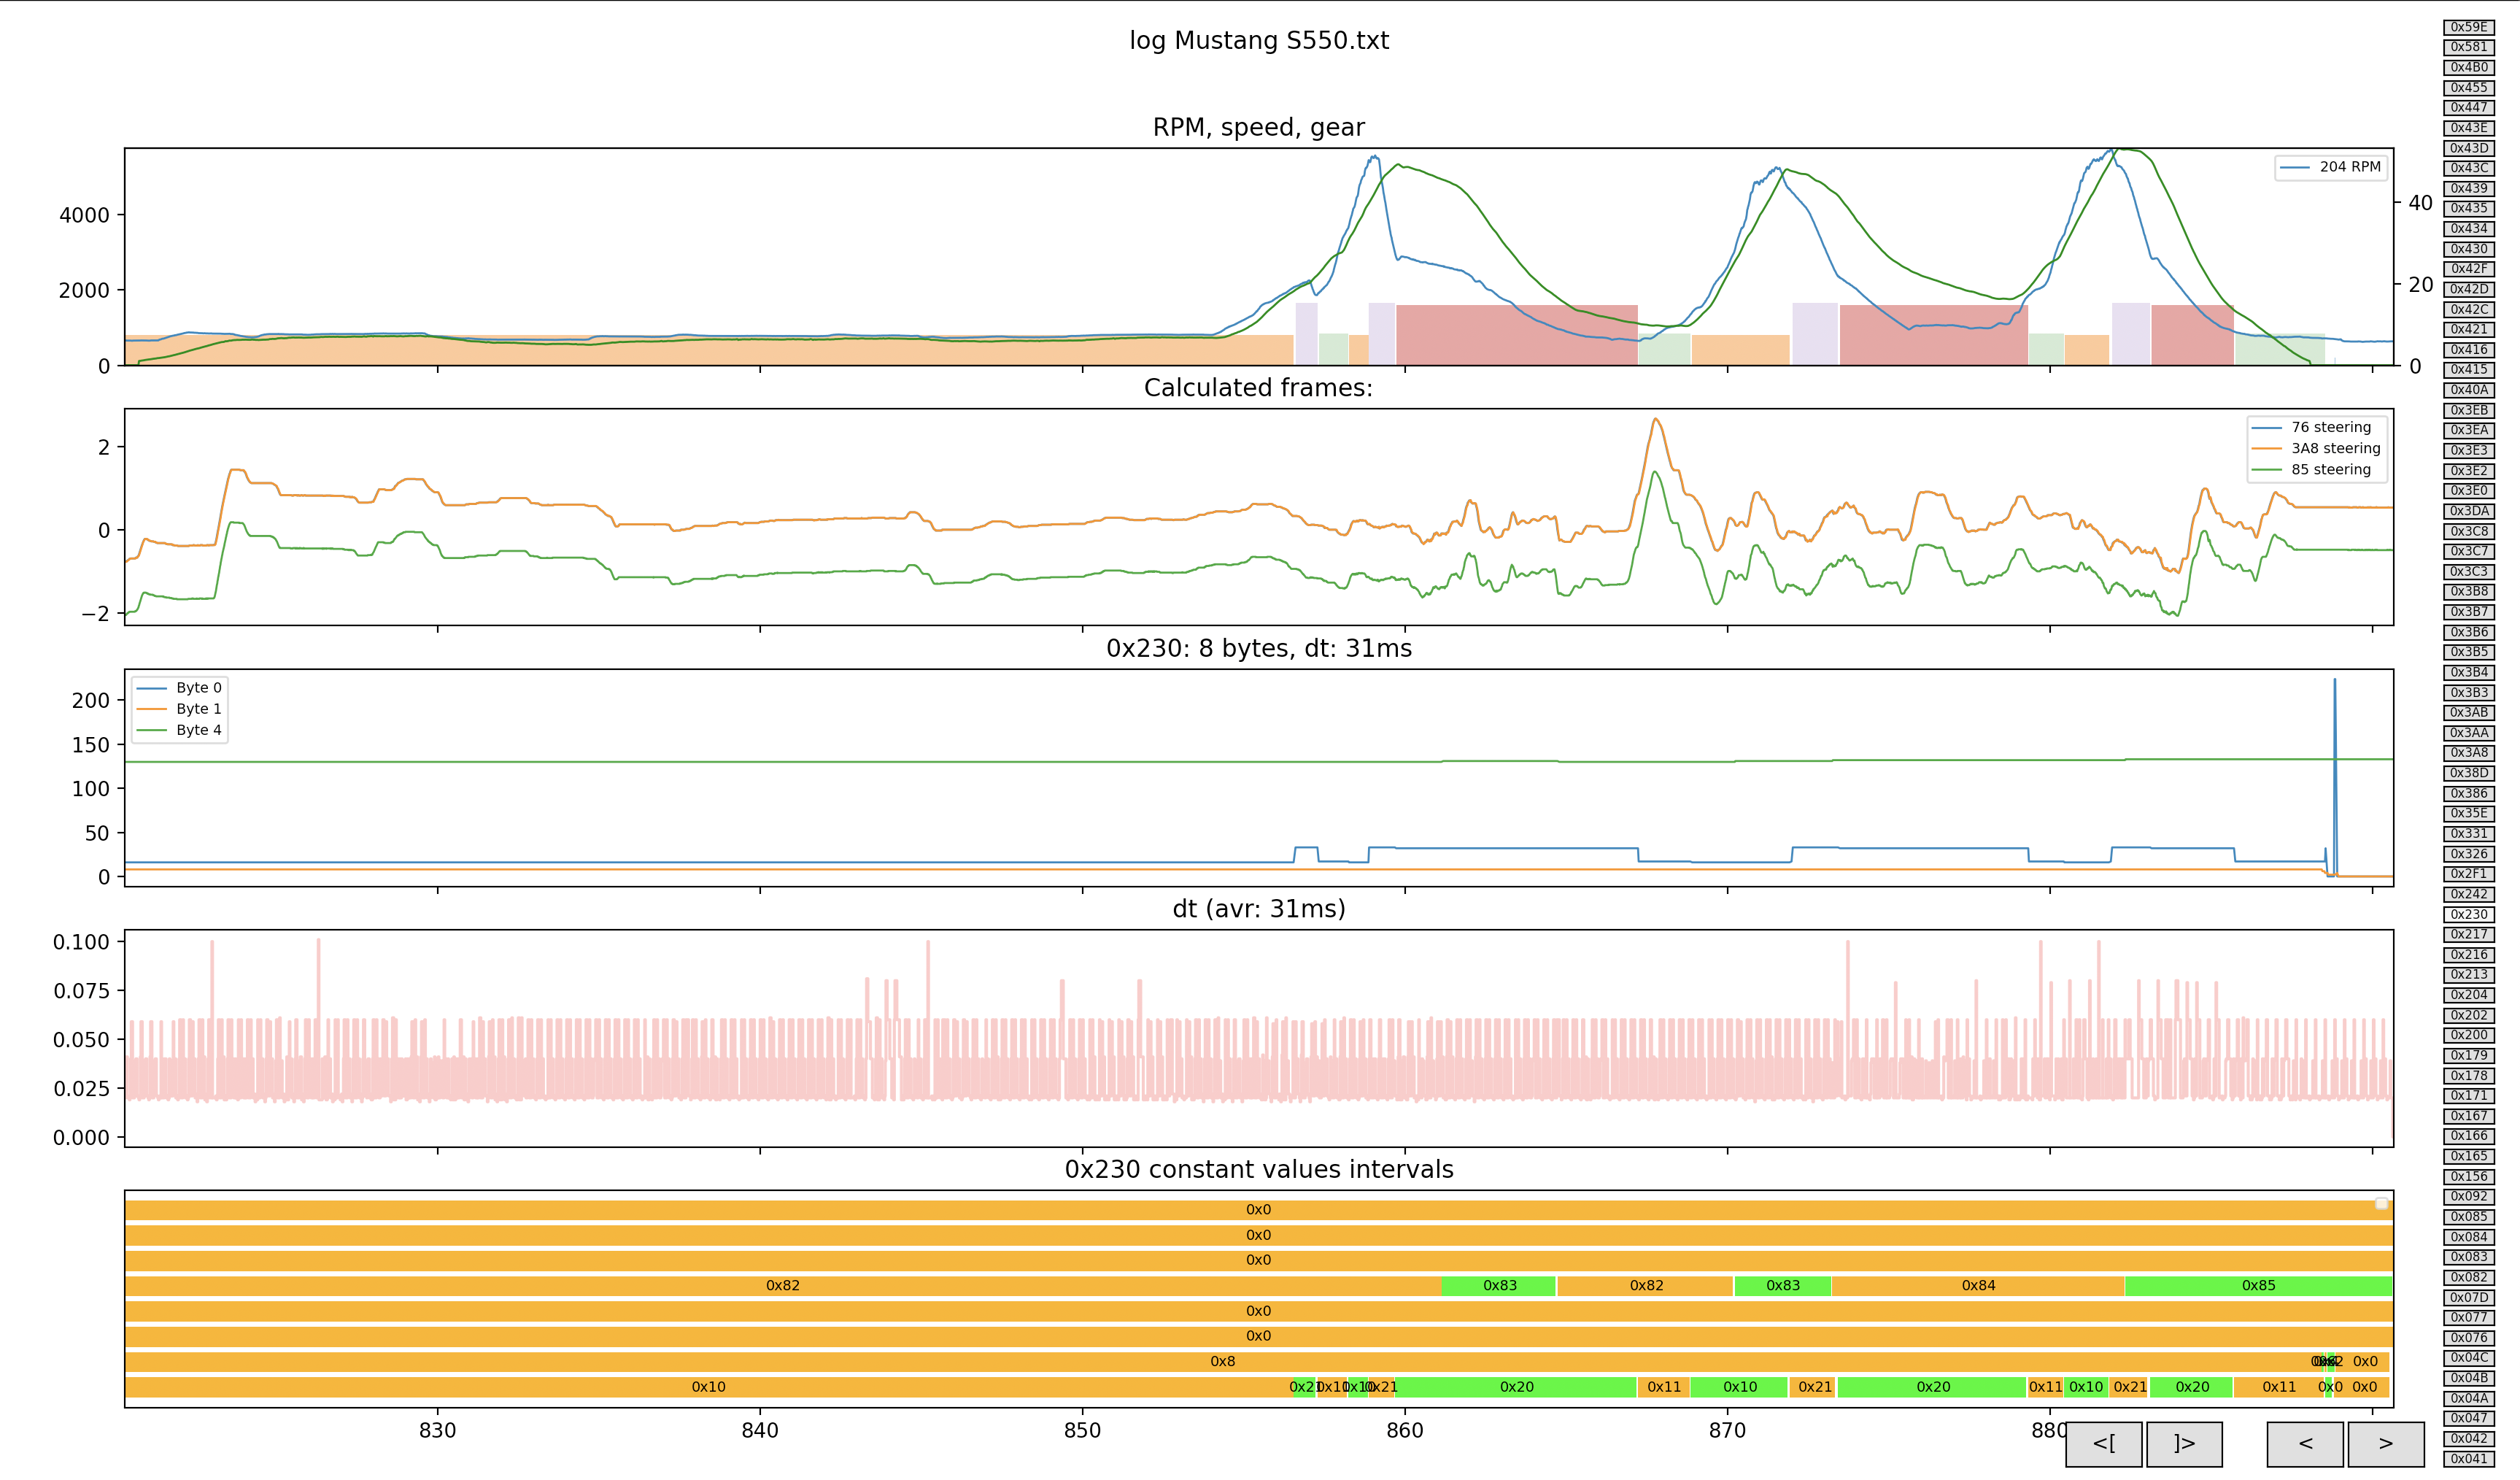 log Mustang S550.txt
RPM, speed, gear
204 RPM
4000
2000
0
40
20
0
Calculated frames:
76 steering
3A8 steering
85 steering
2
0
−2
0x230: 8 bytes, dt: 31ms
Byte 0
Byte 1
Byte 4
200
150
100
50
0
dt (avr: 31ms)
0.100
0.075
0.050
0.025
0.000
0x230 constant values intervals
0x0
0x0
0x0
0x82 0x83 0x82 0x83 0x84 0x85
0x0
0x0
0x8 0x0
0x10 0x21 0x11 0x10 0x21 0x20 0x11 0x10 0x21 0x20 0x11 0x10 0x21 0x20 0x11 0x0 0x0
830 840 850 860 870 880
<[ ]> < >
0x59E
0x581
0x4B0
0x455
0x447
0x43E
0x43D
0x43C
0x439
0x435
0x434
0x430
0x42F
0x42D
0x42C
0x421
0x416
0x415
0x40A
0x3EB
0x3EA
0x3E3
0x3E2
0x3E0
0x3DA
0x3C8
0x3C7
0x3C3
0x3B8
0x3B7
0x3B6
0x3B5
0x3B4
0x3B3
0x3AB
0x3AA
0x3A8
0x38D
0x386
0x35E
0x331
0x326
0x2F1
0x242
0x230
0x217
0x216
0x213
0x204
0x202
0x200
0x179
0x178
0x171
0x167
0x166
0x165
0x156
0x092
0x085
0x084
0x083
0x082
0x07D
0x077
0x076
0x04C
0x04B
0x04A
0x047
0x042
0x041